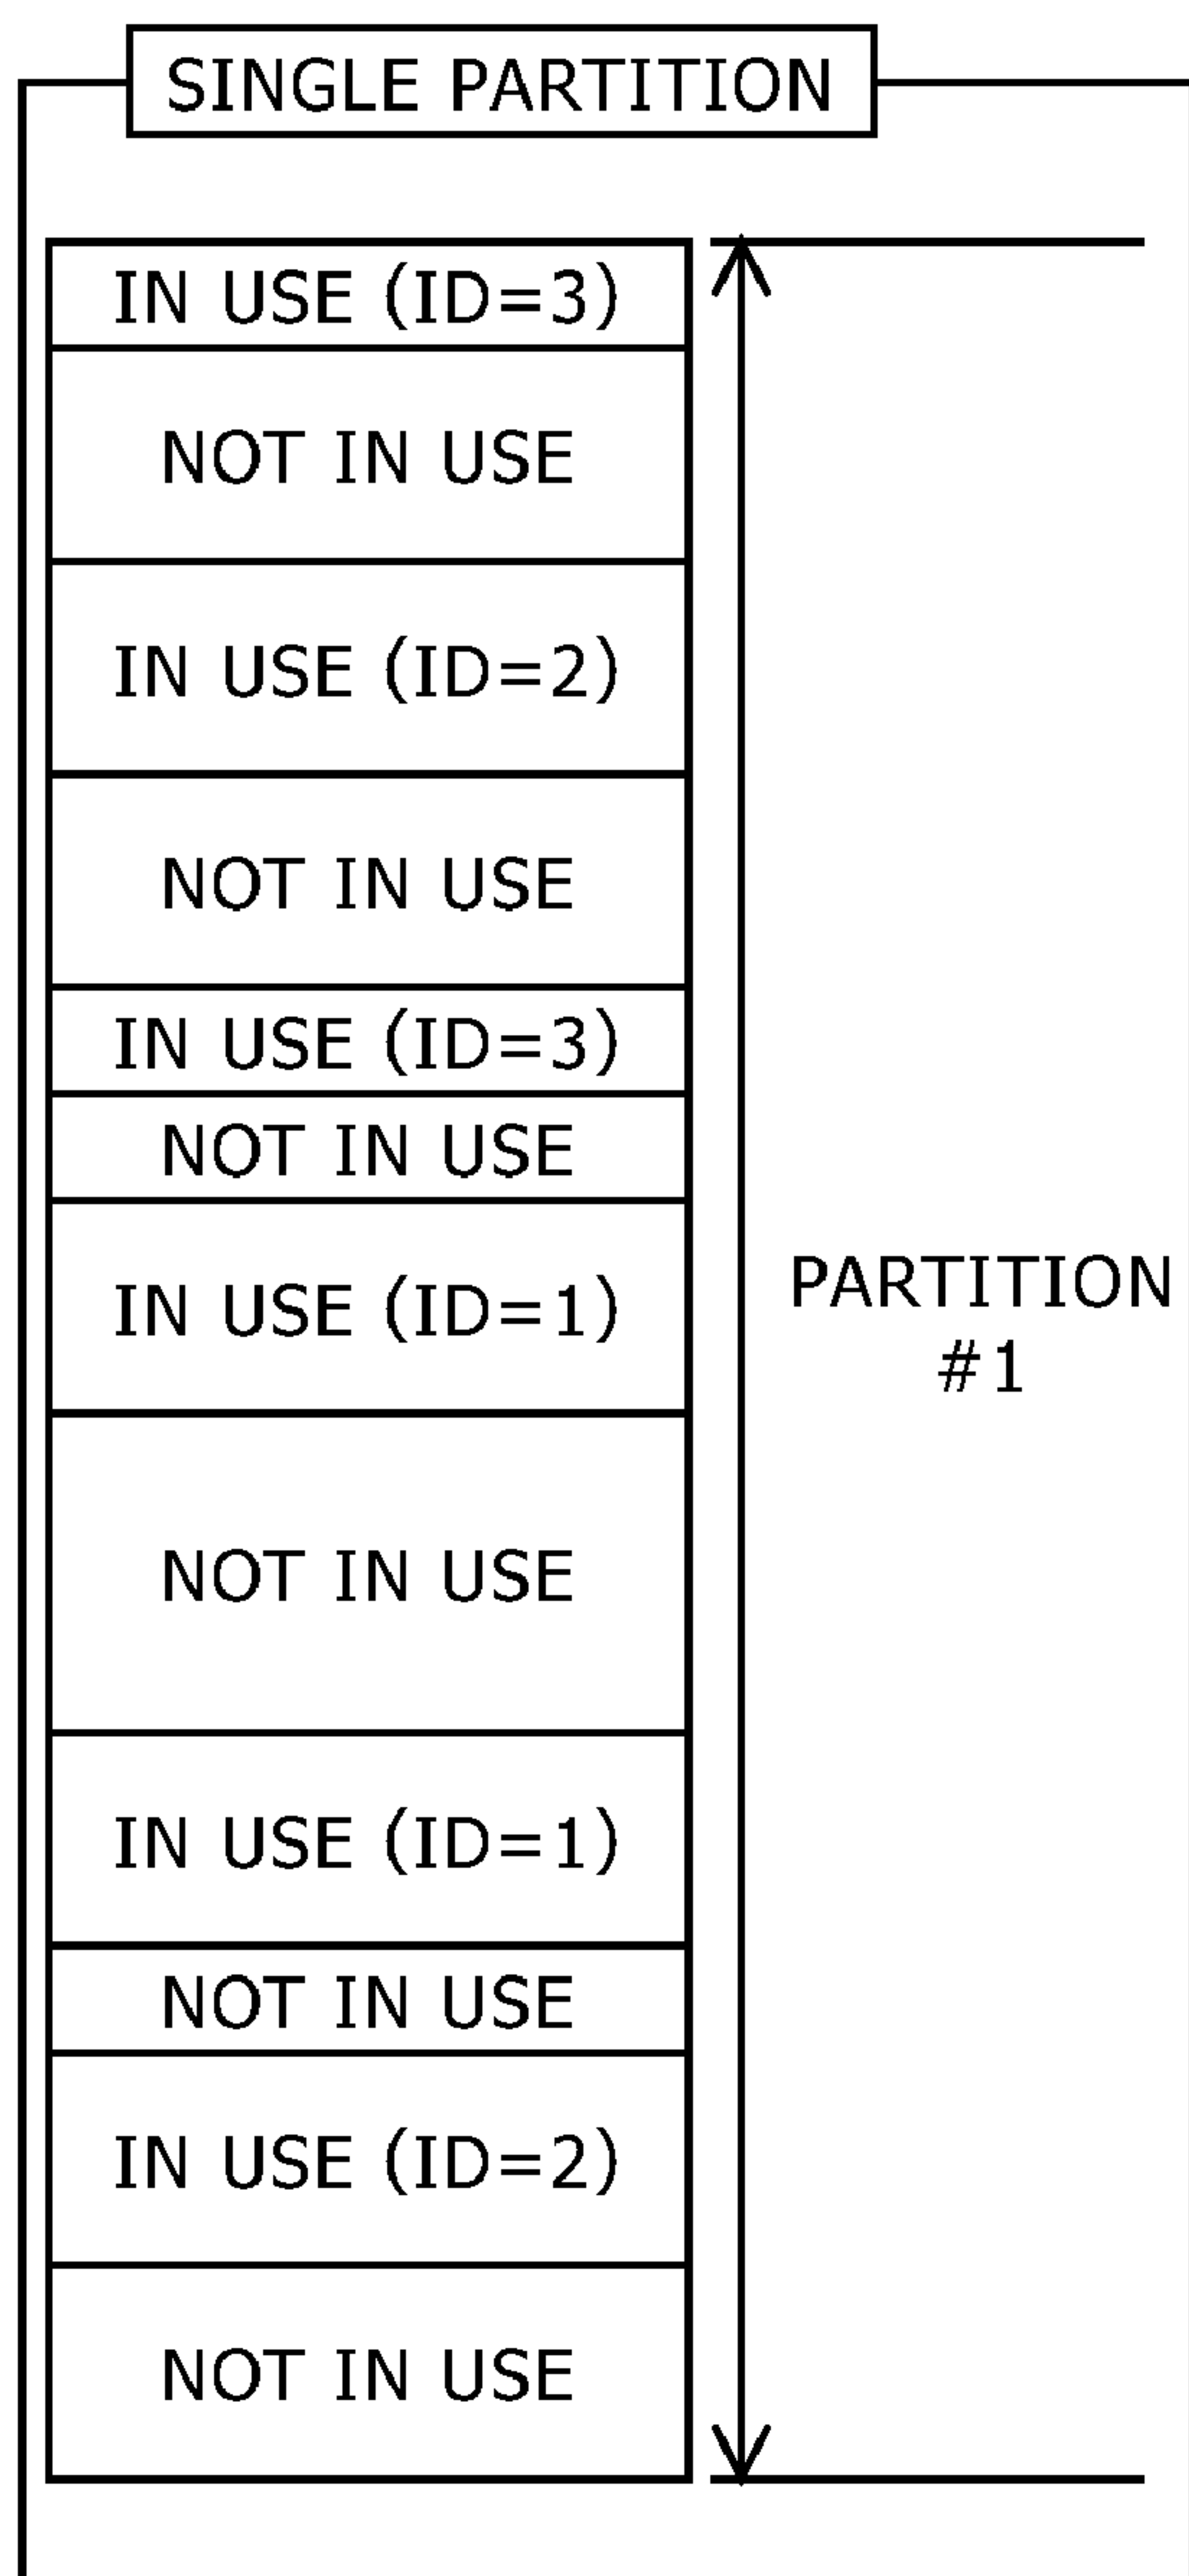 SINGLE PARTITION
IN USE (ID=3)
NOT IN USE
IN USE (ID=2)
NOT IN USE
IN USE (ID=3)
NOT IN USE
IN USE (ID=1)
PARTITION
#1
NOT IN USE
IN USE (ID=1)
NOT IN USE
IN USE (ID=2)
NOT IN USE